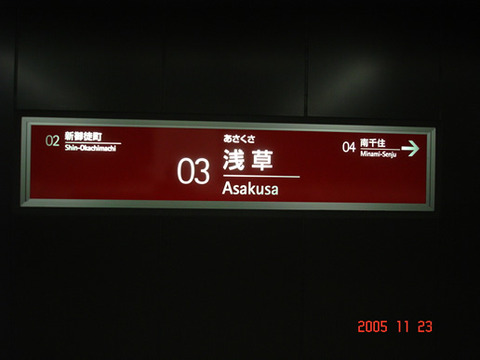 02 新御徒町
Shin-Okachimachi
あさくさ
03 浅草
Asakusa
04 南千住
Minami-Senju
2005 11 23